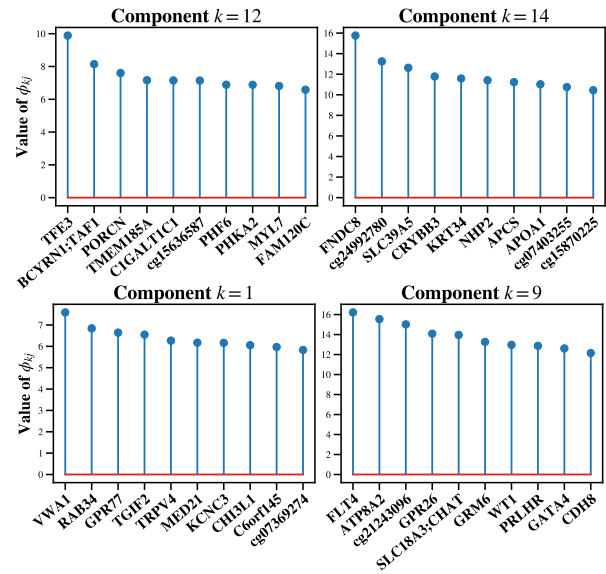 Component k = 12
Value of ϕkj
10
8
6
4
2
0
TFE3
BCYRN1;TAF1
PORCN
TMEM185A
C1GALT1C1
cg15636587
PHF6
PHKA2
MYL7
FAM120C
Component k = 14
16
14
12
10
8
6
4
2
0
FNDC8
cg24992780
SLC39A5
CRYBB3
KRT34
NHP2
APCS
APOA1
cg07403255
cg15870225
Component k = 1
Value of ϕkj
7
6
5
4
3
2
1
0
VWA1
RAB34
GPR77
TGIF2
TRPV4
MED21
KCNC3
CHI3L1
C6orf145
cg07369274
Component k = 9
16
14
12
10
8
6
4
2
0
FLT4
ATP8A2
cg21243096
GPR26
SLC18A3;CHAT
GRM6
WT1
PRLHR
GATA4
CDH8